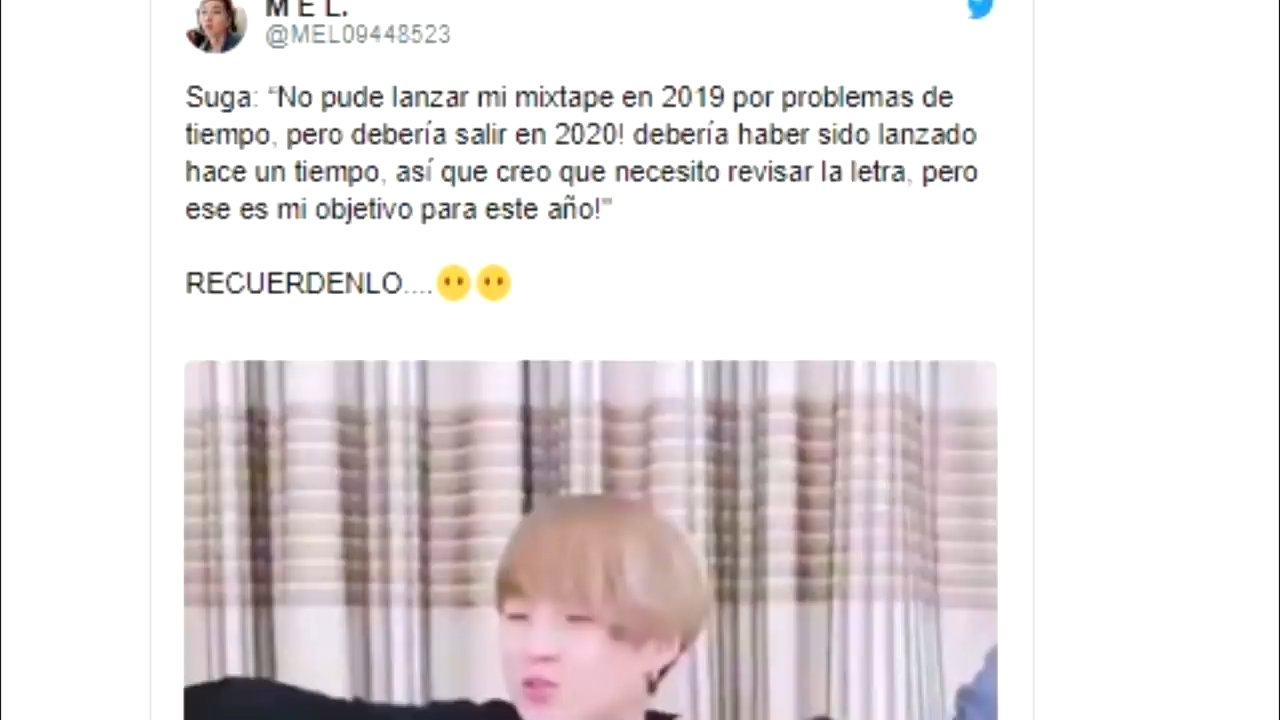 M E L.
@MEL09448523
Suga: “No pude lanzar mi mixtape en 2019 por problemas de
tiempo, pero debería salir en 2020! debería haber sido lanzado
hace un tiempo, así que creo que necesito revisar la letra, pero
ese es mi objetivo para este año!”
RECUERDENLO....😶😶